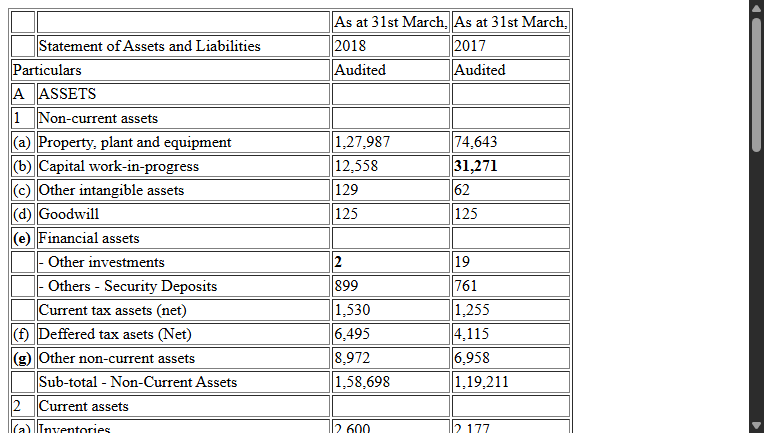 As at 31st March, As at 31st March,
Statement of Assets and Liabilities 2018 2017
Particulars Audited Audited
A ASSETS
1 Non-current assets
(a) Property, plant and equipment 1,27,987 74,643
(b) Capital work-in-progress 12,558 31,271
(c) Other intangible assets 129 62
(d) Goodwill 125 125
(e) Financial assets
- Other investments 2 19
- Others - Security Deposits 899 761
Current tax assets (net) 1,530 1,255
(f) Deffered tax asets (Net) 6,495 4,115
(g) Other non-current assets 8,972 6,958
Sub-total - Non-Current Assets 1,58,698 1,19,211
2 Current assets
(a) Inventories 2,600 2,177